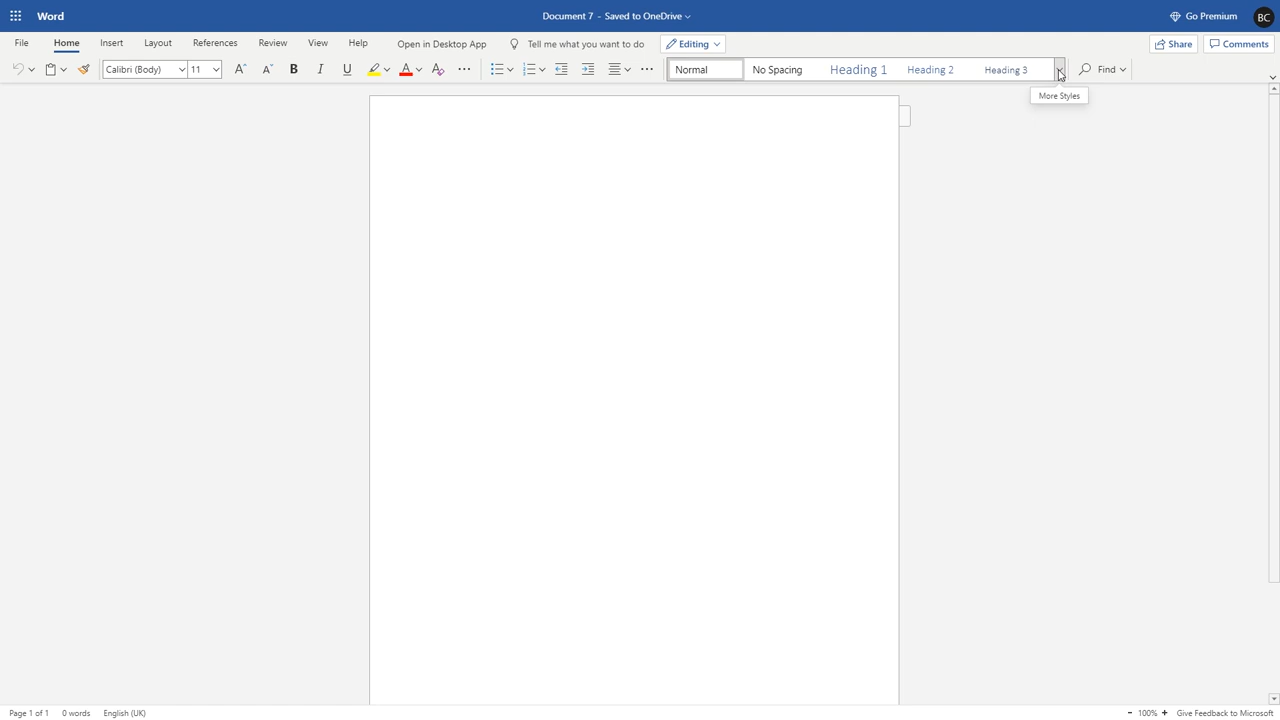 Word
Document 7 - Saved to OneDrive
Go Premium
BC
File
Home
Insert
Layout
References
Review
View
Help
Open in Desktop App
Tell me what you want to do
Editing
Share
Comments
Calibri (Body)
11
A
A
B
I
U
A
A
Normal
No Spacing
Heading 1
Heading 2
Heading 3
Find
More Styles
Page 1 of 1
0 words
English (UK)
- 100% +
Give Feedback to Microsoft